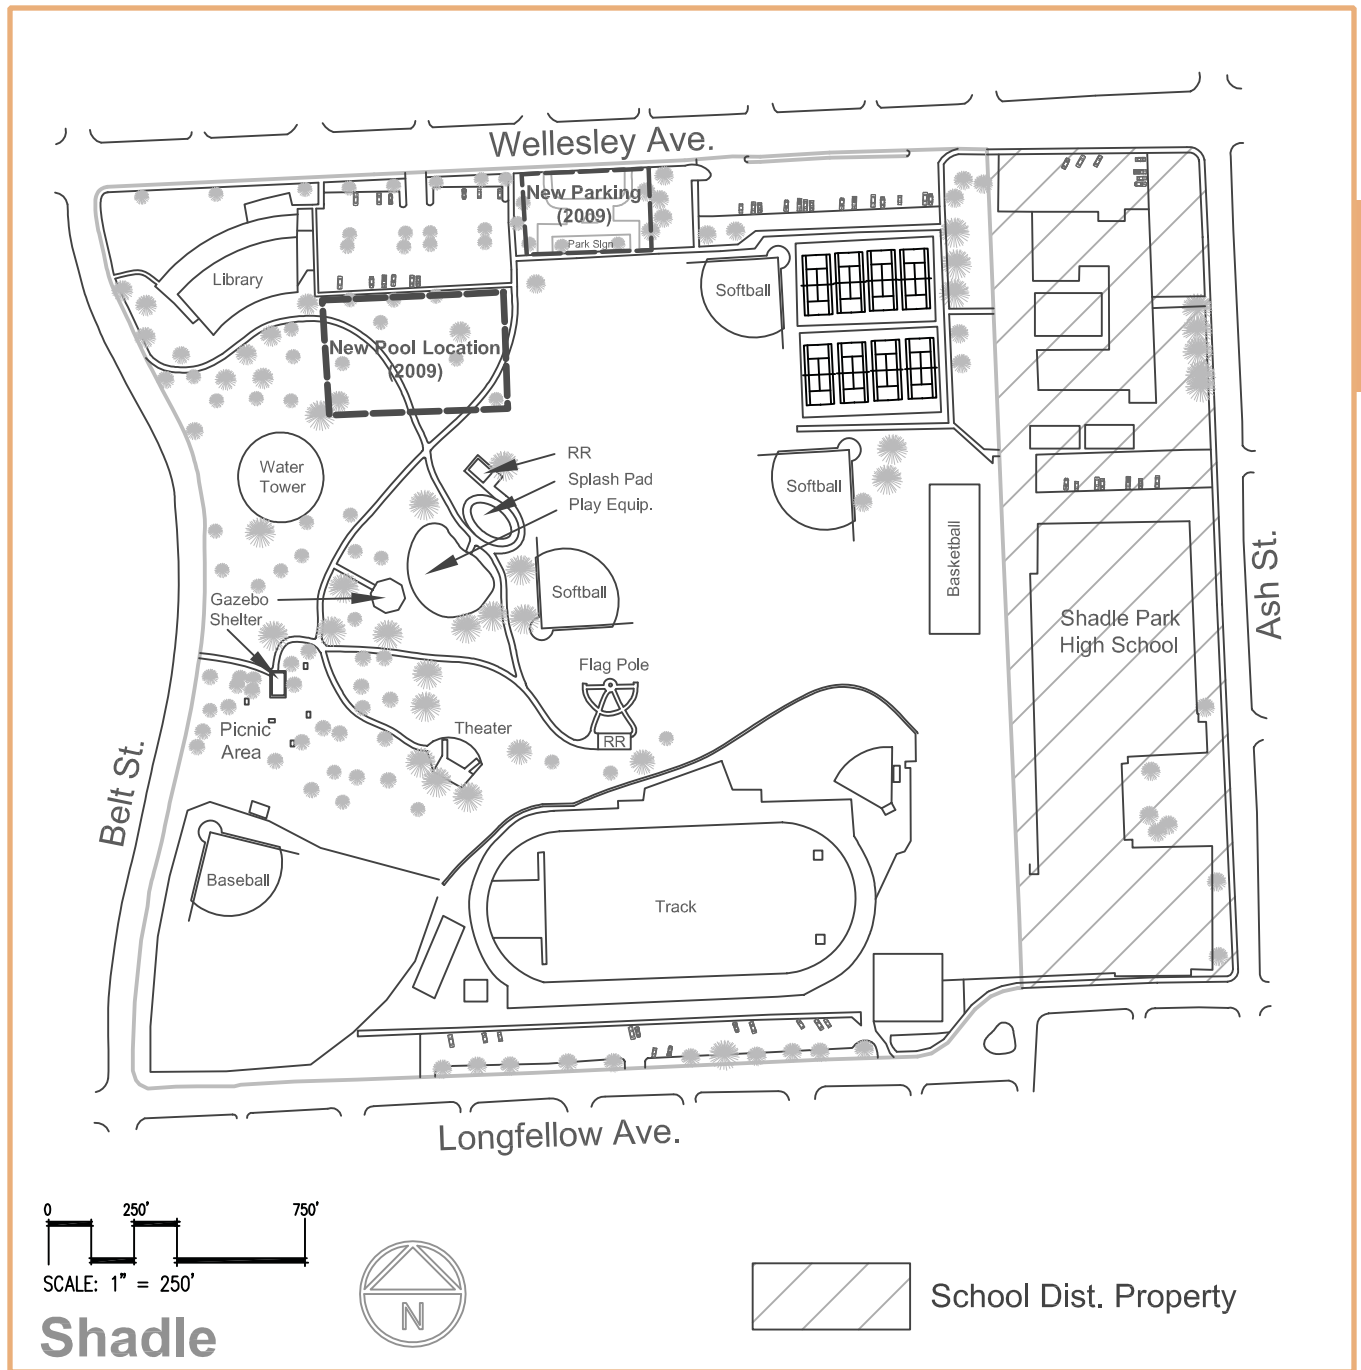 Wellesley Ave.
New Parking
(2009)
Park Sign
Library
Softball
New Pool Location
(2009)
Water
Tower
RR
Splash Pad
Play Equip.
Softball
Basketball
Ash St.
Gazebo
Shelter
Softball
Shadle Park
High School
Flag Pole
RR
Picnic
Area
Theater
Belt St.
Baseball
Track
Longfellow Ave.
0 250' 750'
SCALE: 1" = 250'
N
School Dist. Property
Shadle